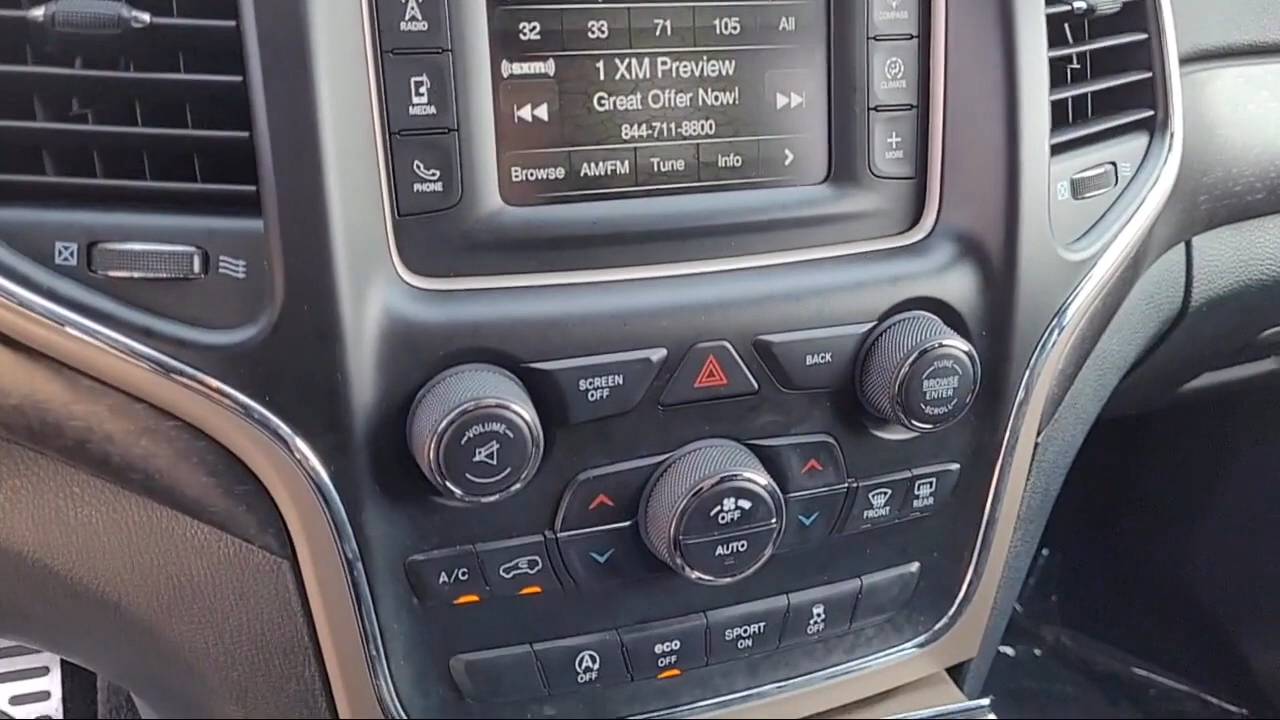 RADIO
MEDIA
PHONE
32 33 71 105 All
((sxm))
1 XM Preview
Great Offer Now!
844-711-8800
Browse AM/FM Tune Info
COMPASS
CLIMATE
MORE
VOLUME
SCREEN
OFF
BACK
TUNE
BROWSE
ENTER
SCROLL
OFF
AUTO
FRONT
REAR
A/C
A
OFF
eco
OFF
SPORT
ON
OFF